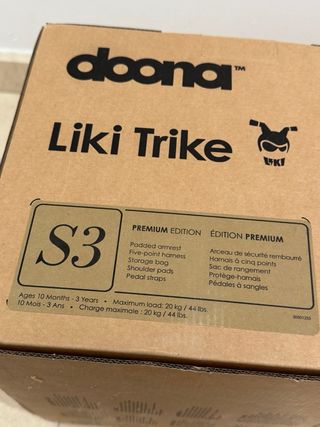 doona™
Liki Trike
LiKi
S3
PREMIUM EDITION
Padded armrest
Five-point harness
Storage bag
Shoulder pads
Pedal straps
ÉDITION PREMIUM
Arceau de sécurité rembourré
Harnais à cinq points
Sac de rangement
Protège-harnais
Pédales à sangles
Ages 10 Months - 3 Years • Maximum load: 20 kg / 44 lbs.
10 Mois - 3 Ans • Charge maximale : 20 kg / 44 lbs.